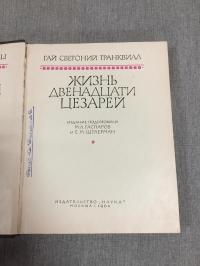 ГАЙ СВЕТОНИЙ ТРАНКВИЛЛ
ЖИЗНЬ
ДВЕНАДЦАТИ
ЦЕЗАРЕЙ
ИЗДАНИЕ ПОДГОТОВИЛИ
М.Л. ГАСПАРОВ
и Е.М. ШТАЕРМАН
ИЗДАТЕЛЬСТВО „НАУКА"
МОСКВА · 1964